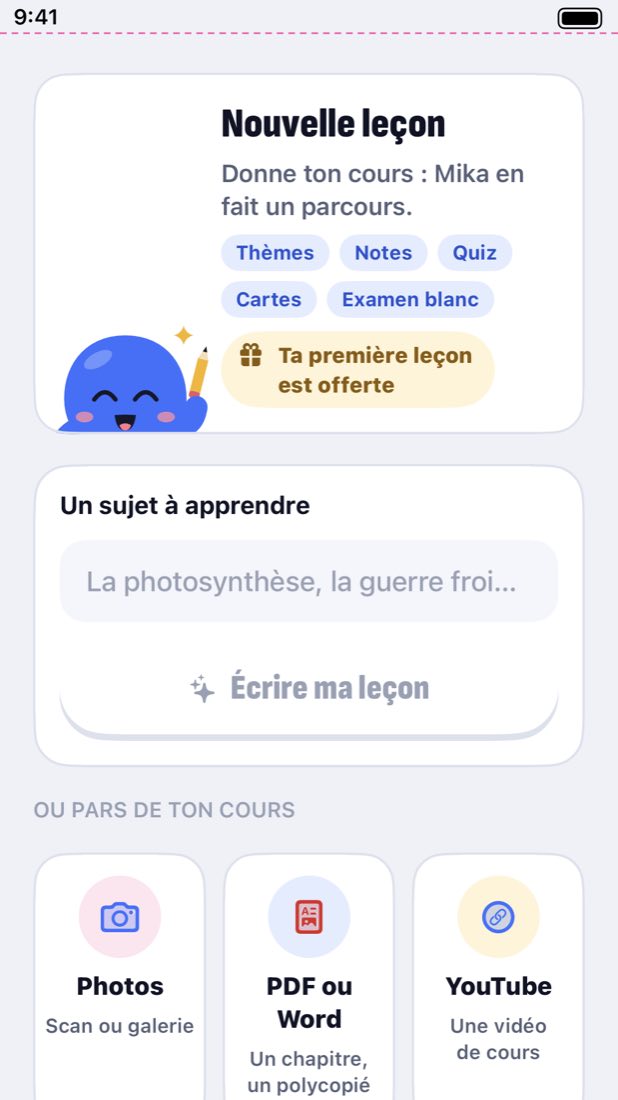 9:41
Nouvelle leçon
Donne ton cours : Mika en
fait un parcours.
Thèmes Notes Quiz
Cartes Examen blanc
Ta première leçon
est offerte
Un sujet à apprendre
La photosynthèse, la guerre froi...
Écrire ma leçon
OU PARS DE TON COURS
Photos
Scan ou galerie
PDF ou
Word
Un chapitre,
un polycopié
YouTube
Une vidéo
de cours